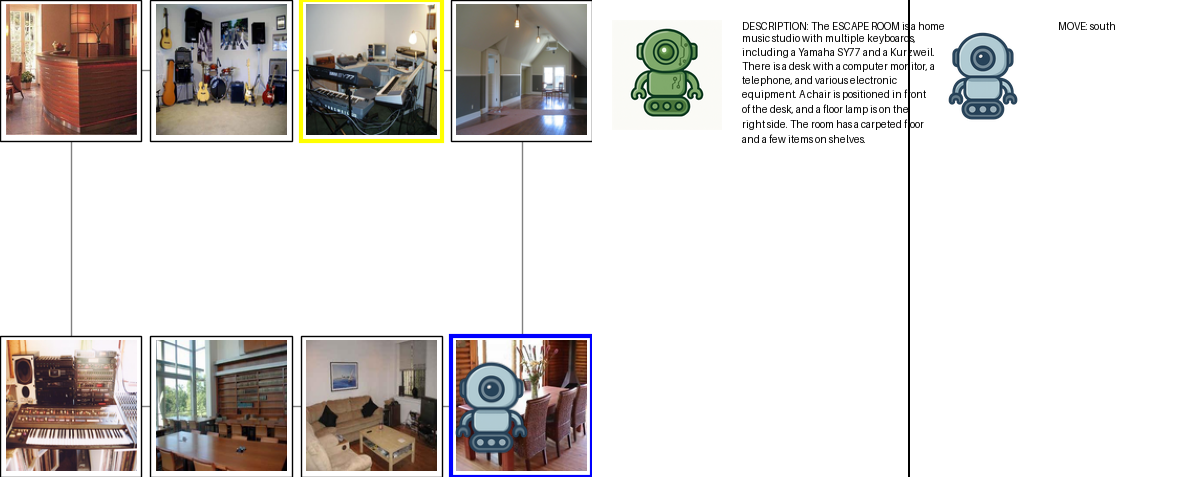 DESCRIPTION: The ESCAPE ROOM is a home
music studio with multiple keyboards,
including a Yamaha SY77 and a Kurzweil.
There is a desk with a computer monitor, a
telephone, and various electronic
equipment. A chair is positioned in front
of the desk, and a floor lamp is on the
right side. The room has a carpeted floor
and a few items on shelves.
MOVE: south